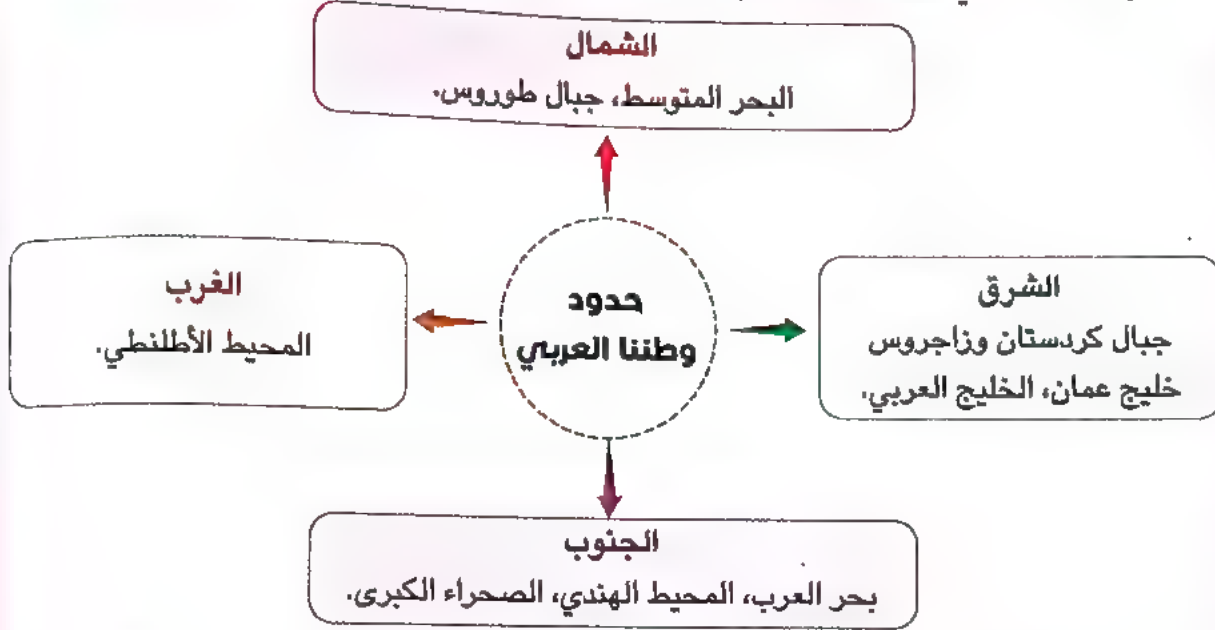 الشمال
البحر المتوسط، جبال طوروس.
الشرق
جبال كردستان وزاجروس
خليج عمان، الخليج العربي.
حدود
وطننا العربي
الغرب
المحيط الأطلنطي.
الجنوب
بحر العرب، المحيط الهندي، الصحراء الكبرى.